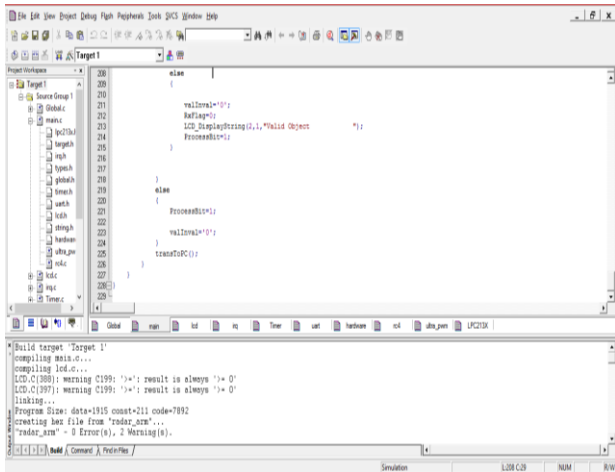 File Edit View Project Debug Flash Peripherals Tools SVCS Window Help
Target 1
Project Workspace
Target 1
Source Group 1
Global.c
main.c
lpc213x.l
target.h
irq.h
types.h
global.h
timer.h
uart.h
lcd.h
string.h
hardware
ultra_pw
rc4.c
lcd.c
irq.c
Timer.c
208 else
209 {
210
211 valInval='0';
212 RxFlag=0;
213 LCD_DisplayString(2,1,"Valid Object ");
214 ProcessBit=1;
215 }
216
217
218 }
219 else
220 {
221 ProcessBit=1;
222
223 valInval='0';
224 }
225 transToPC();
226 }
227 }
228 }
229
Global main lcd irq Timer uart hardware rc4 ultra_pwm LPC213X
Build target 'Target 1'
compiling main.c...
compiling lcd.c...
LCD.C(388): warning C199: '>=': result is always '>= 0'
LCD.C(397): warning C199: '>=': result is always '>= 0'
linking...
Program Size: data=1915 const=211 code=7892
creating hex file from "radar_arm"...
"radar_arm" - 0 Error(s), 2 Warning(s).
Output Window
Build Command Find in Files
Simulation L:208 C:29 NUM R/W